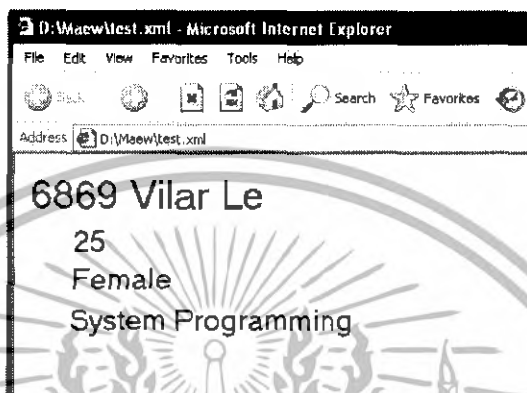 D:\Maew\test.xml - Microsoft Internet Explorer
File Edit View Favorites Tools Help
Back Search Favorites
Address D:\Maew\test.xml
6869 Vilar Le
25
Female
System Programming